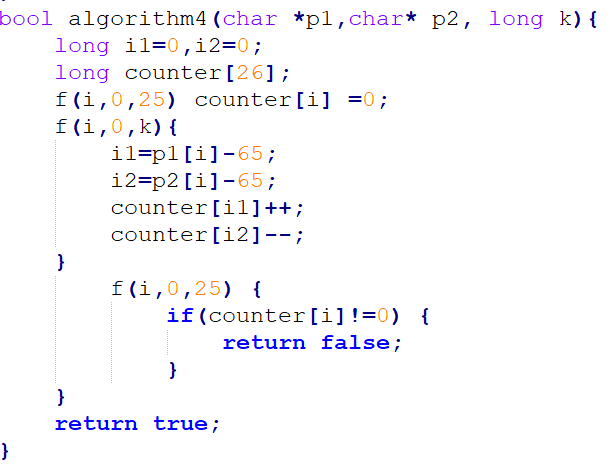 bool algorithm4(char *p1,char* p2, long k){
    long i1=0,i2=0;
    long counter[26];
    f(i,0,25) counter[i] =0;
    f(i,0,k){
        i1=p1[i]-65;
        i2=p2[i]-65;
        counter[i1]++;
        counter[i2]--;
    }
        f(i,0,25) {
            if(counter[i]!=0) {
                return false;
            }
    }
    return true;
}